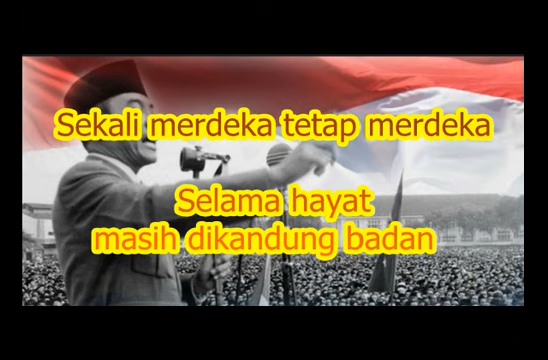 Sekali merdeka tetap merdeka
Selama hayat
masih dikandung badan